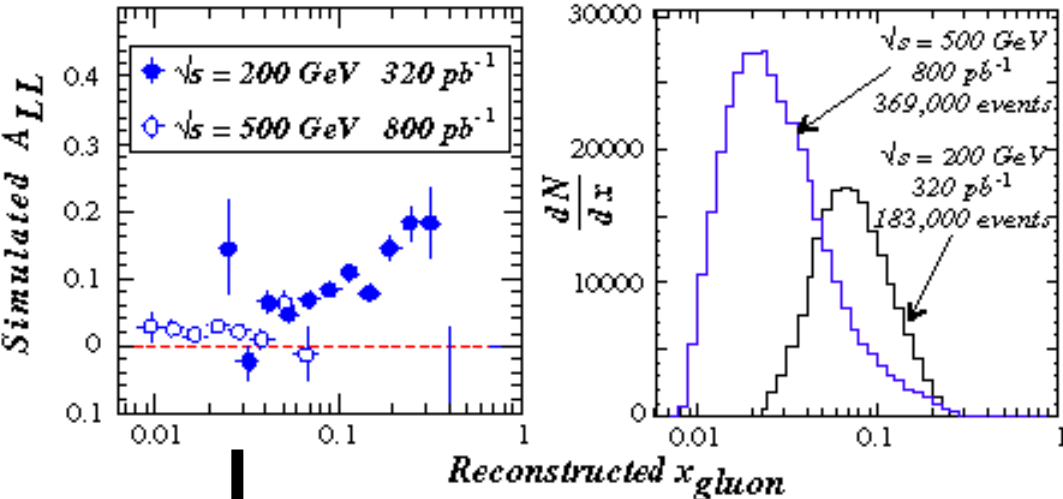 Simulated A_LL
0.4
0.3
0.2
0.1
0
0.1
√s = 200 GeV 320 pb⁻¹
√s = 500 GeV 800 pb⁻¹
0.01 0.1 1
dN
dx
30000
20000
10000
0
√s = 500 GeV
800 pb⁻¹
369,000 events
√s = 200 GeV
320 pb⁻¹
183,000 events
0.01 0.1 1
Reconstructed x_gluon